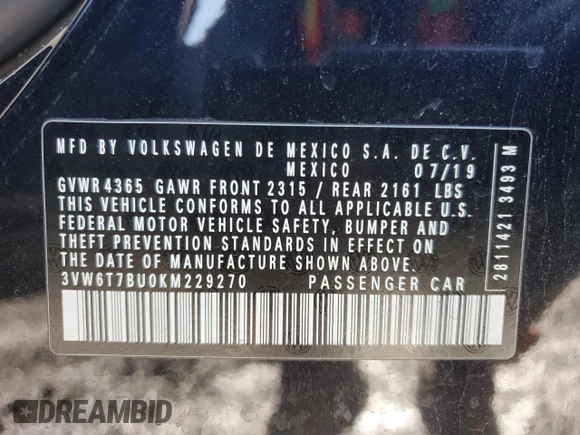 MFD BY VOLKSWAGEN DE MEXICO S.A. DE C.V.
MEXICO 07/19
GVWR4365 GAWR FRONT 2315 / REAR 2161 LBS
THIS VEHICLE CONFORMS TO ALL APPLICABLE U.S.
FEDERAL MOTOR VEHICLE SAFETY, BUMPER AND
THEFT PREVENTION STANDARDS IN EFFECT ON
THE DATE OF MANUFACTURE SHOWN ABOVE.
3VW6T7BU0KM229270 PASSENGER CAR
2811421 3493 M
DREAMBID